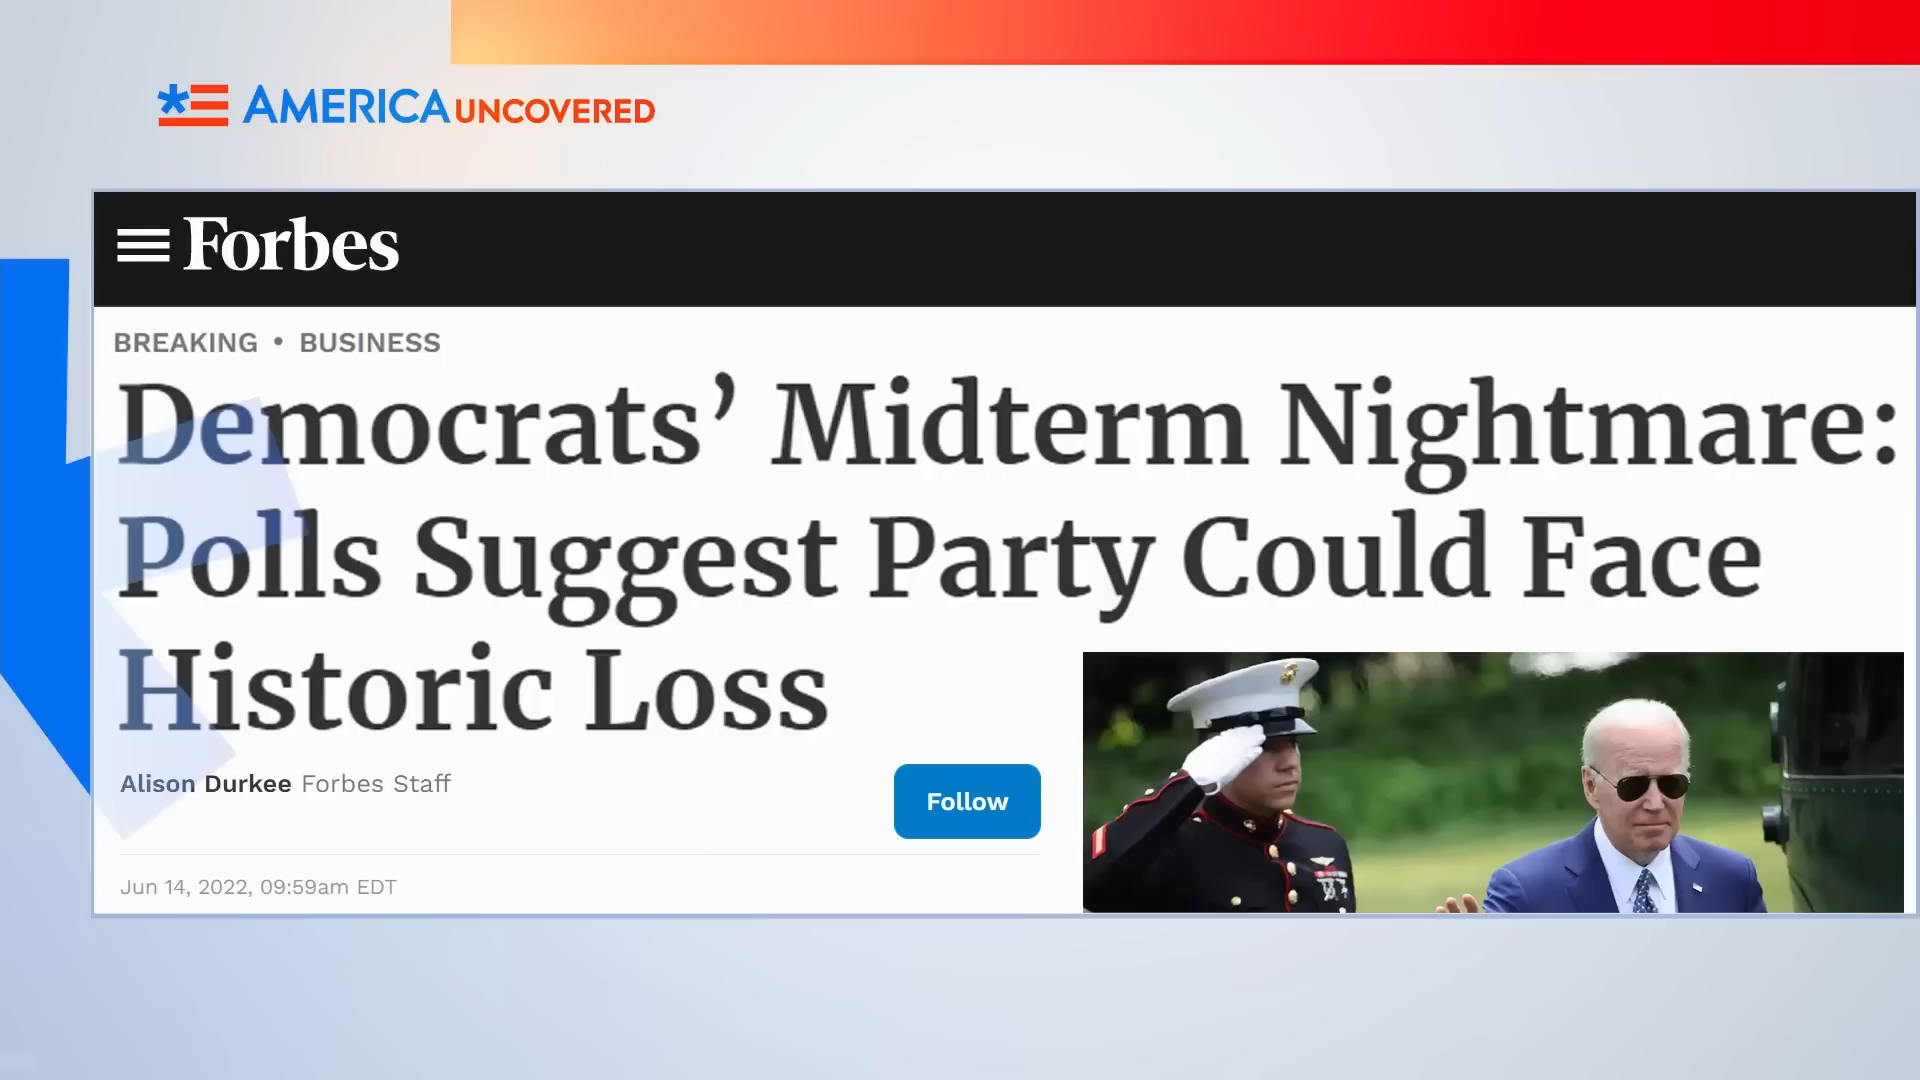 AMERICA UNCOVERED
Forbes
BREAKING • BUSINESS
Democrats’ Midterm Nightmare:
Polls Suggest Party Could Face
Historic Loss
Alison Durkee Forbes Staff
Follow
Jun 14, 2022, 09:59am EDT